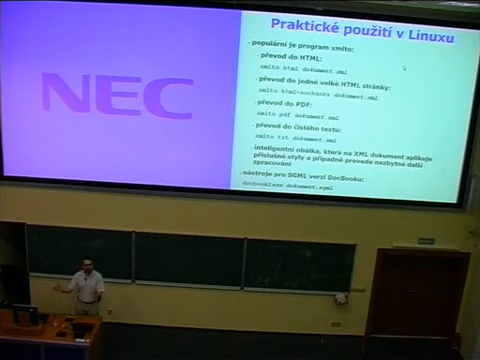 NEC
Praktické použití v Linuxu
- populární je program xmlto:
- převod do HTML:
xmlto html dokument.xml
- převod do jedné velké HTML stránky:
xmlto html-nochunks dokument.xml
- převod do PDF:
xmlto pdf dokument.xml
- převod do čistého textu:
xmlto txt dokument.xml
- inteligentní obálka, která na XML dokument aplikuje
příslušné styly a případně provede nezbytné další
zpracování
- nástroje pro SGML verzi DocBooku:
dokument.sgml